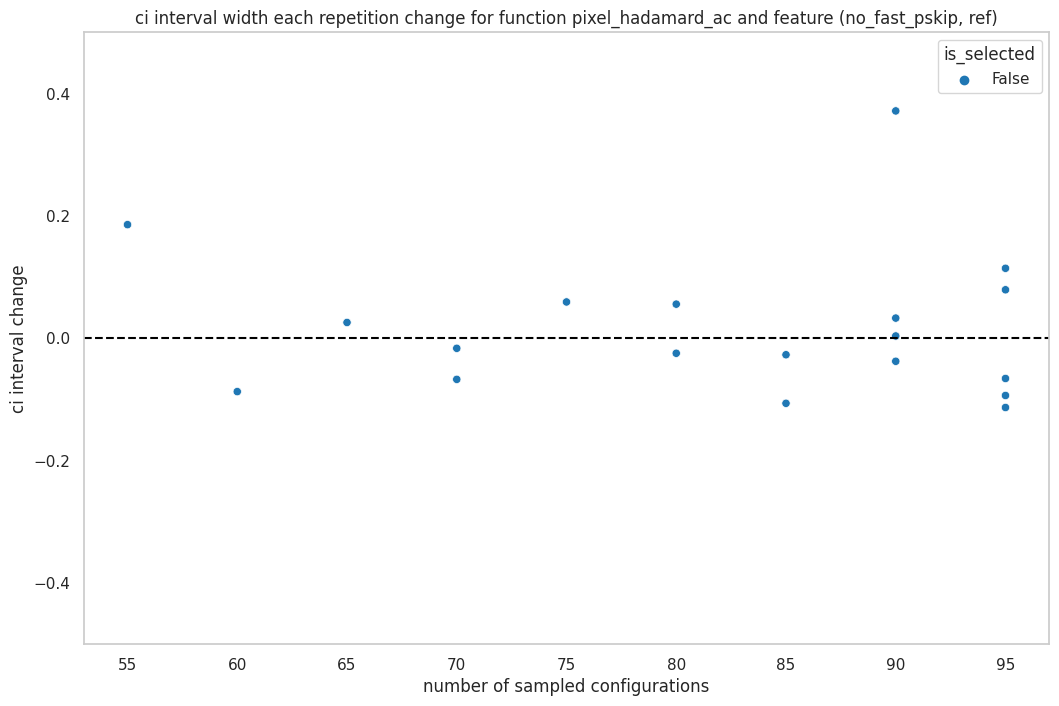 ci interval width each repetition change for function pixel_hadamard_ac and feature (no_fast_pskip, ref)
is_selected
False
ci interval change
0.4
0.2
0.0
−0.2
−0.4
55 60 65 70 75 80 85 90 95
number of sampled configurations